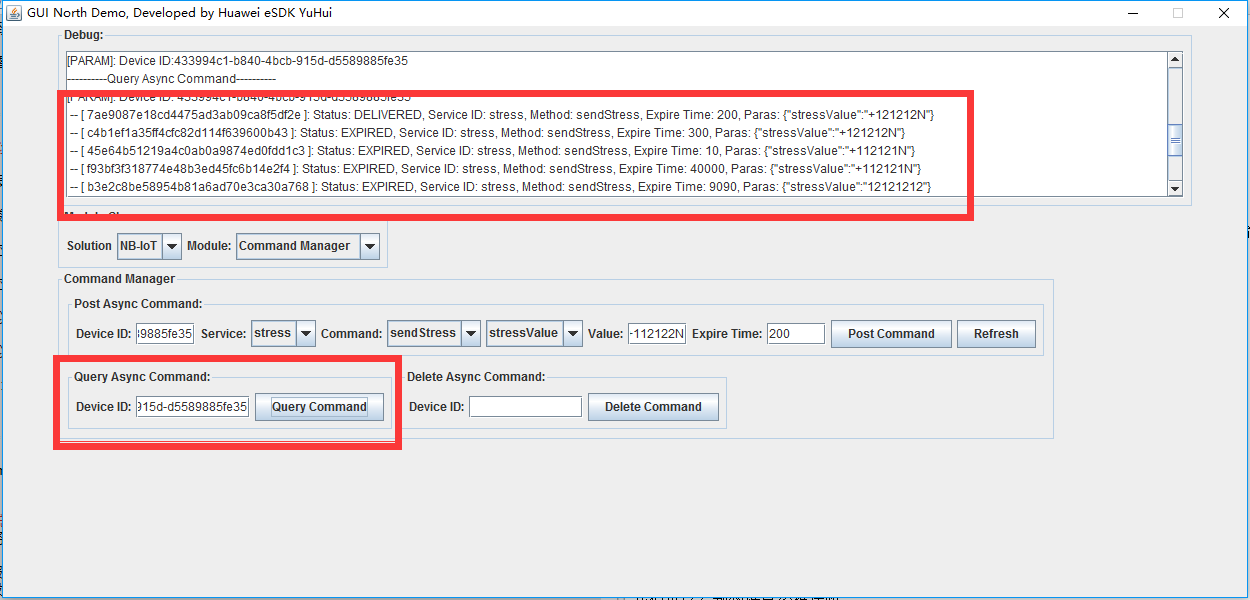 GUI North Demo, Developed by Huawei eSDK YuHui
Debug:
[PARAM]: Device ID:433994c1-b840-4bcb-915d-d5589885fe35
----------Query Async Command----------
[PARAM]: Device ID: 433994c1-b840-4bcb-915d-d5589885fe35
-- [ 7ae9087e18cd4475ad3ab09ca8f5df2e ]: Status: DELIVERED, Service ID: stress, Method: sendStress, Expire Time: 200, Paras: {"stressValue":"+121212N"}
-- [ c4b1ef1a35ff4cfc82d114f639600b43 ]: Status: EXPIRED, Service ID: stress, Method: sendStress, Expire Time: 300, Paras: {"stressValue":"+121212N"}
-- [ 45e64b51219a4c0ab0a9874ed0fdd1c3 ]: Status: EXPIRED, Service ID: stress, Method: sendStress, Expire Time: 10, Paras: {"stressValue":"+112121N"}
-- [ f93bf3f318774e48b3ed45fc6b14e2f4 ]: Status: EXPIRED, Service ID: stress, Method: sendStress, Expire Time: 40000, Paras: {"stressValue":"+112121N"}
-- [ b3e2c8be58954b81a6ad70e3ca30a768 ]: Status: EXPIRED, Service ID: stress, Method: sendStress, Expire Time: 9090, Paras: {"stressValue":"12121212"}
Solution NB-IoT Module: Command Manager
Command Manager
Post Async Command:
Device ID: 9885fe35 Service: stress Command: sendStress stressValue Value: 112122N Expire Time: 200 Post Command Refresh
Query Async Command: Delete Async Command:
Device ID: 915d-d5589885fe35 Query Command Device ID: Delete Command